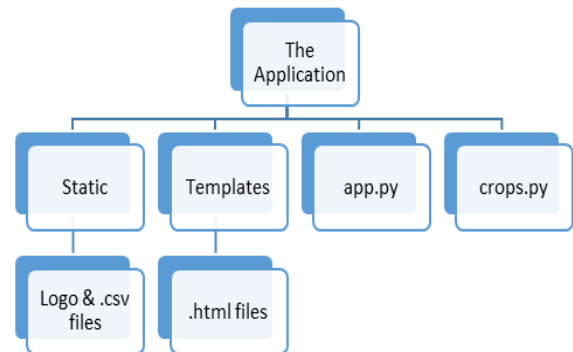 The
Application
Static
Templates
app.py
crops.py
Logo & .csv
files
.html files